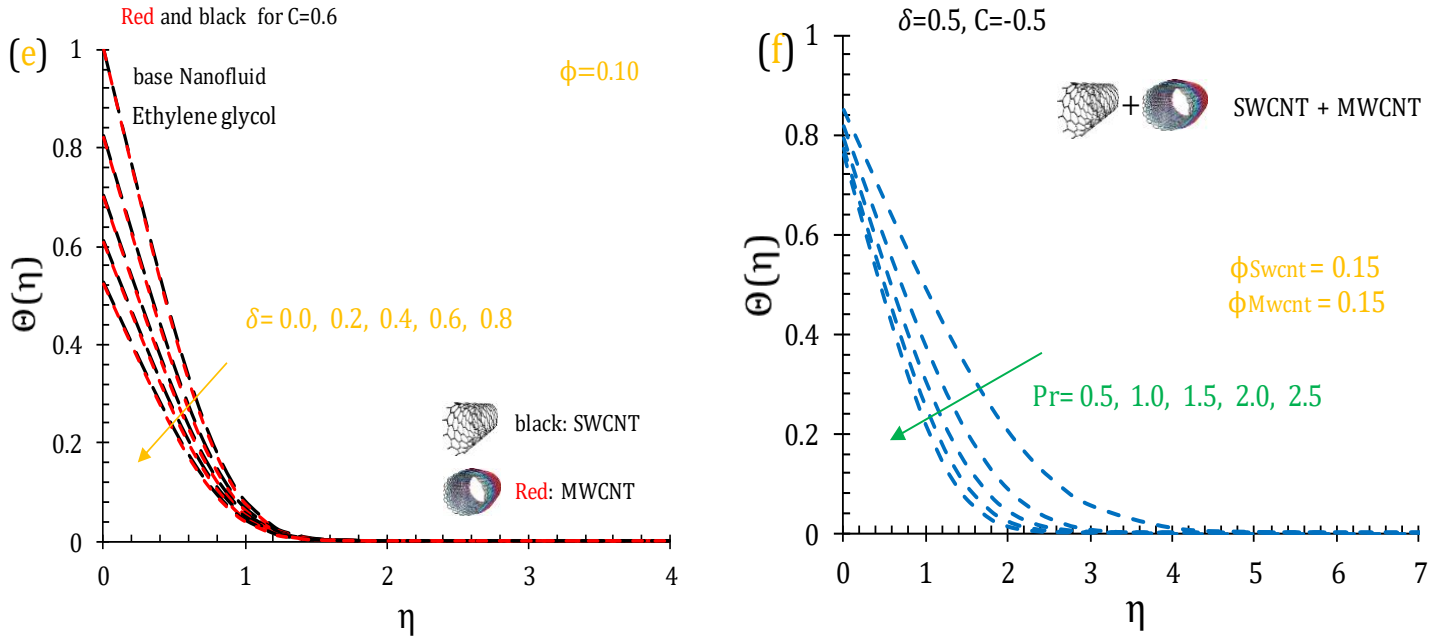 Red and black for C=0.6
(e)
base Nanofluid
Ethylene glycol
ϕ=0.10
δ= 0.0, 0.2, 0.4, 0.6, 0.8
black: SWCNT
Red: MWCNT
Θ(η)
1
0.8
0.6
0.4
0.2
0
0 1 2 3 4
η
δ=0.5, C=-0.5
(f)
+ SWCNT + MWCNT
ϕSwcnt = 0.15
ϕMwcnt = 0.15
Pr= 0.5, 1.0, 1.5, 2.0, 2.5
Θ(η)
1
0.8
0.6
0.4
0.2
0
0 1 2 3 4 5 6 7
η